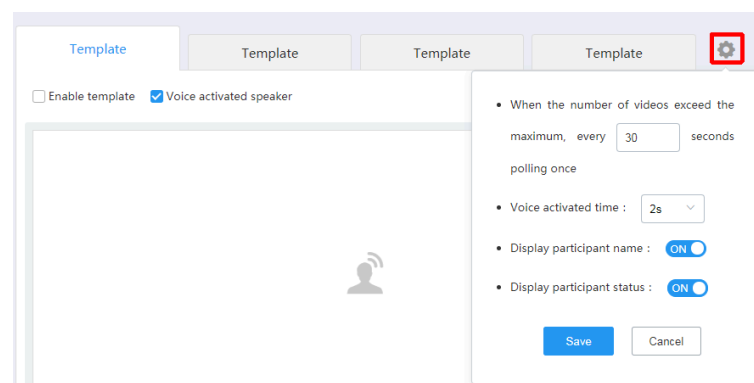 Template
Template
Template
Template
Enable template
Voice activated speaker
When the number of videos exceed the
maximum, every 30 seconds
polling once
Voice activated time : 2s
Display participant name : ON
Display participant status : ON
Save
Cancel